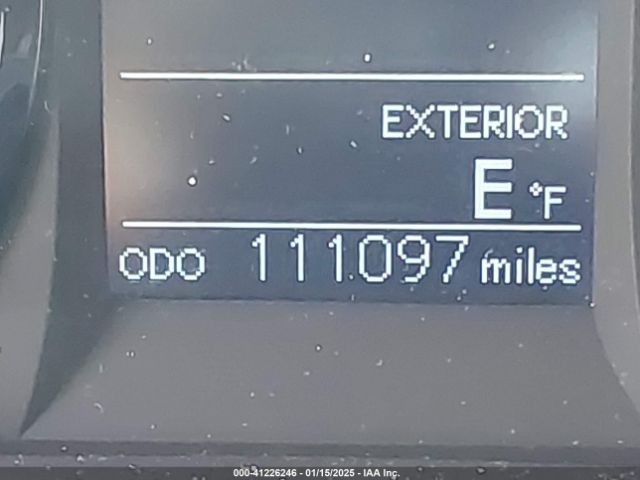 EXTERIOR
E °F
ODO 111097 miles
000-41226246 - 01/15/2025 - IAA Inc.